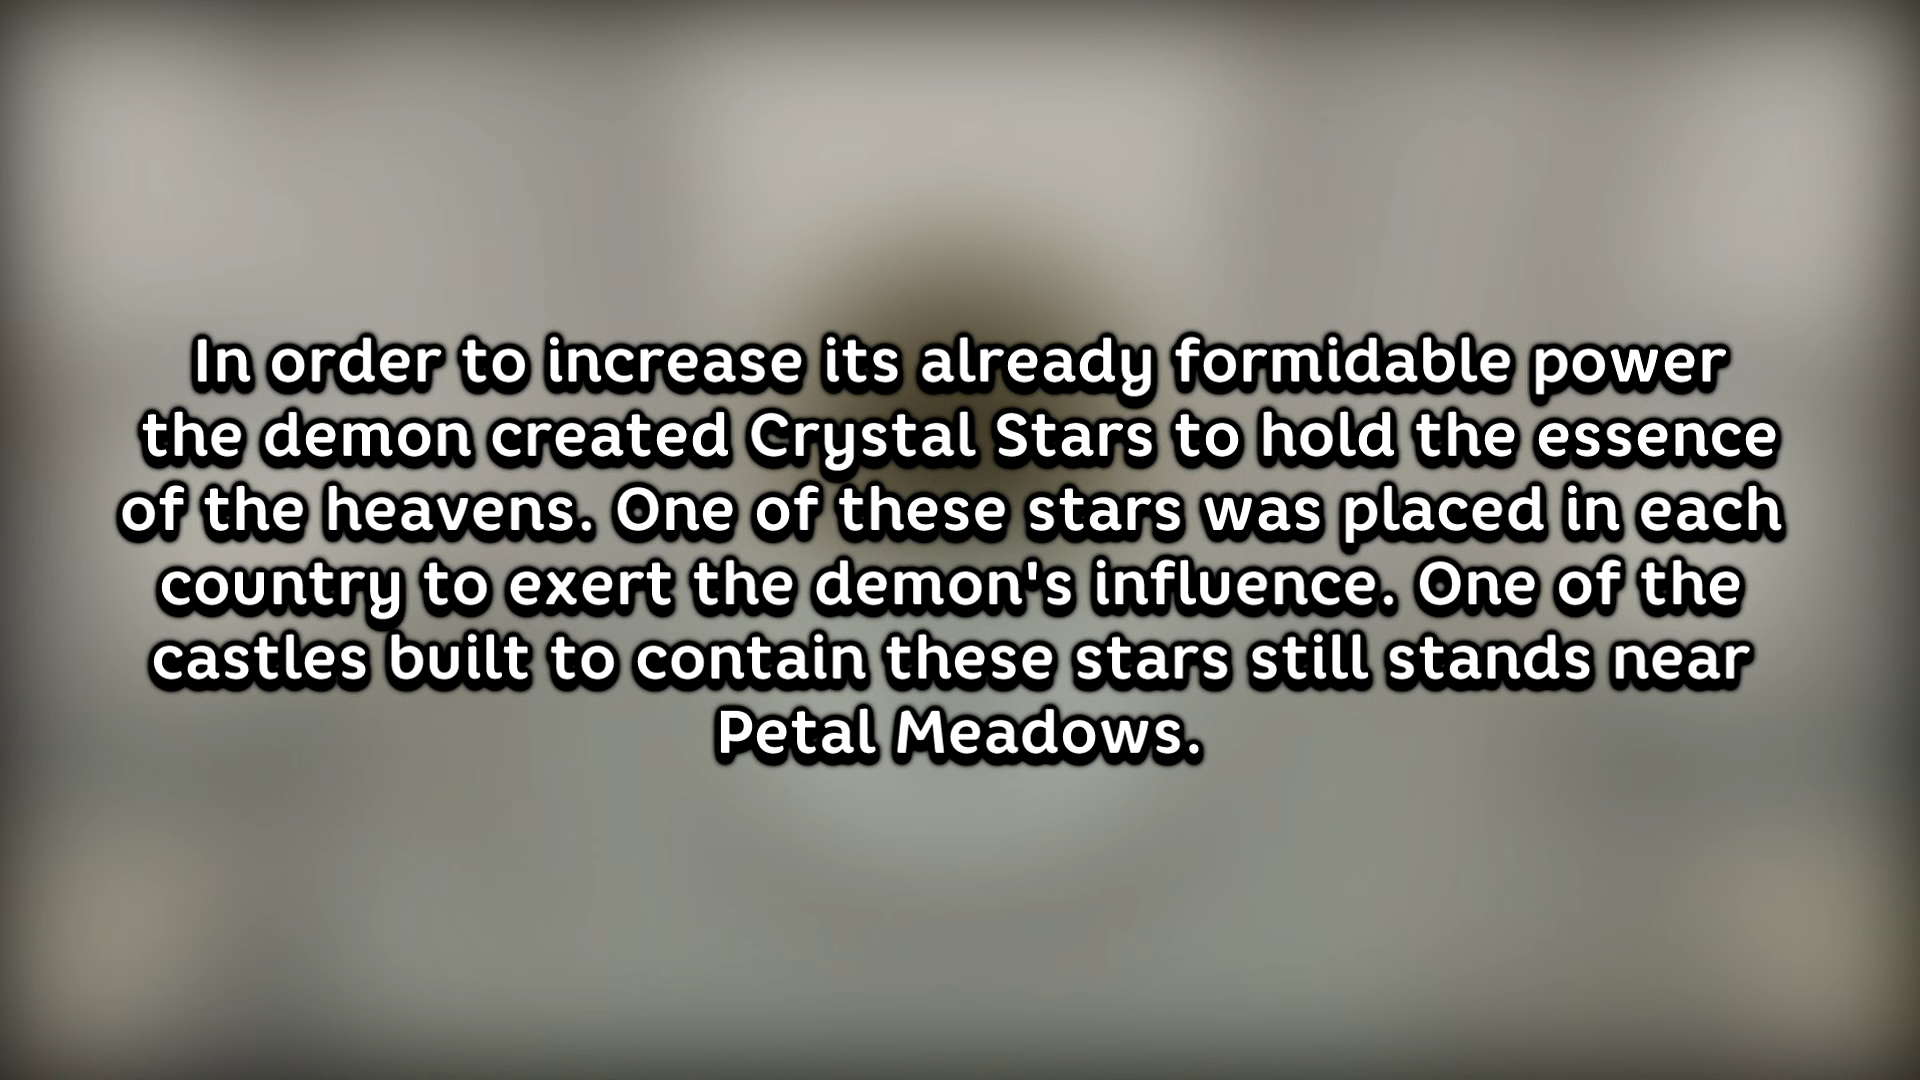 In order to increase its already formidable power
the demon created Crystal Stars to hold the essence
of the heavens. One of these stars was placed in each
country to exert the demon's influence. One of the
castles built to contain these stars still stands near
Petal Meadows.